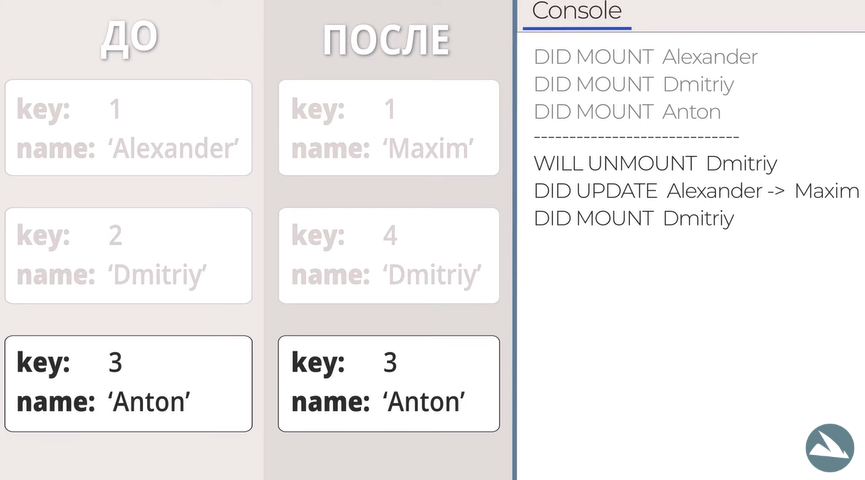 ДО
key: 1
name: ‘Alexander’
key: 2
name: ‘Dmitriy’
key: 3
name: ‘Anton’
ПОСЛЕ
key: 1
name: ‘Maxim’
key: 4
name: ‘Dmitriy’
key: 3
name: ‘Anton’
Console
DID MOUNT Alexander
DID MOUNT Dmitriy
DID MOUNT Anton
-----------------------------
WILL UNMOUNT Dmitriy
DID UPDATE Alexander -> Maxim
DID MOUNT Dmitriy